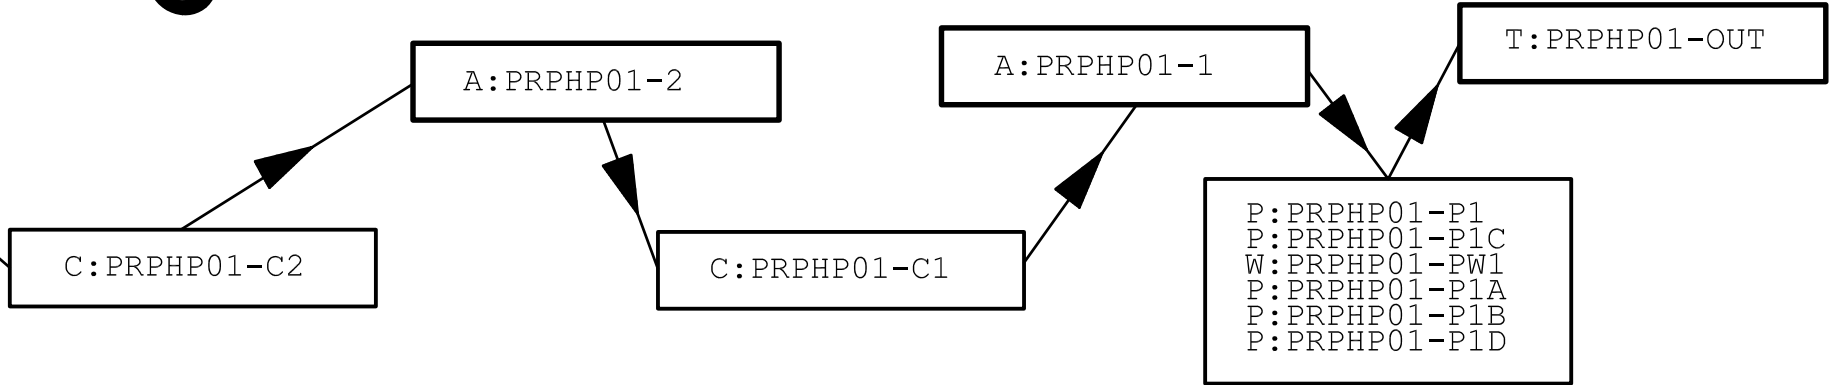 T:PRPHP01-OUT
A:PRPHP01-1
A:PRPHP01-2
P:PRPHP01-P1
P:PRPHP01-P1C
W:PRPHP01-PW1
P:PRPHP01-P1A
P:PRPHP01-P1B
P:PRPHP01-P1D
C:PRPHP01-C2
C:PRPHP01-C1